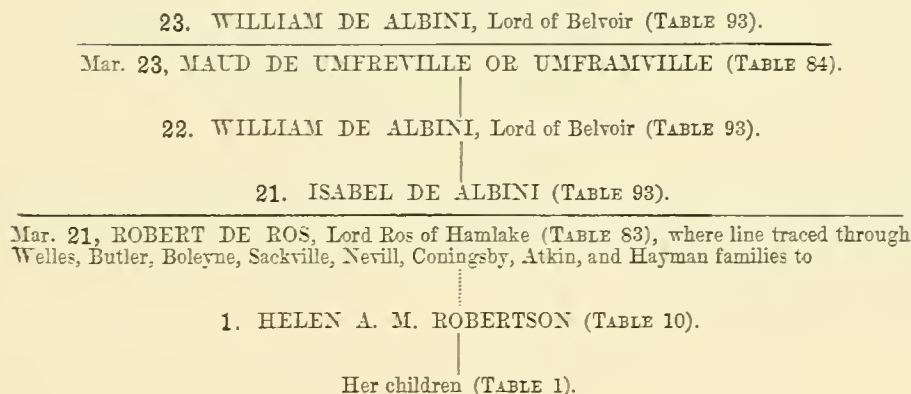 23. WILLIAM DE ALBINI, Lord of Belvoir (TABLE 93).
Mar. 23, MAUD DE UMFREVILLE OR UMFRAMVILLE (TABLE 84).
22. WILLIAM DE ALBINI, Lord of Belvoir (TABLE 93).
21. ISABEL DE ALBINI (TABLE 93).
Mar. 21, ROBERT DE ROS, Lord Ros of Hamlake (TABLE 83), where line traced through
Welles, Butler, Boleyne, Sackville, Nevill, Coningsby, Atkin, and Hayman families to
1. HELEN A. M. ROBERTSON (TABLE 10).
Her children (TABLE 1).